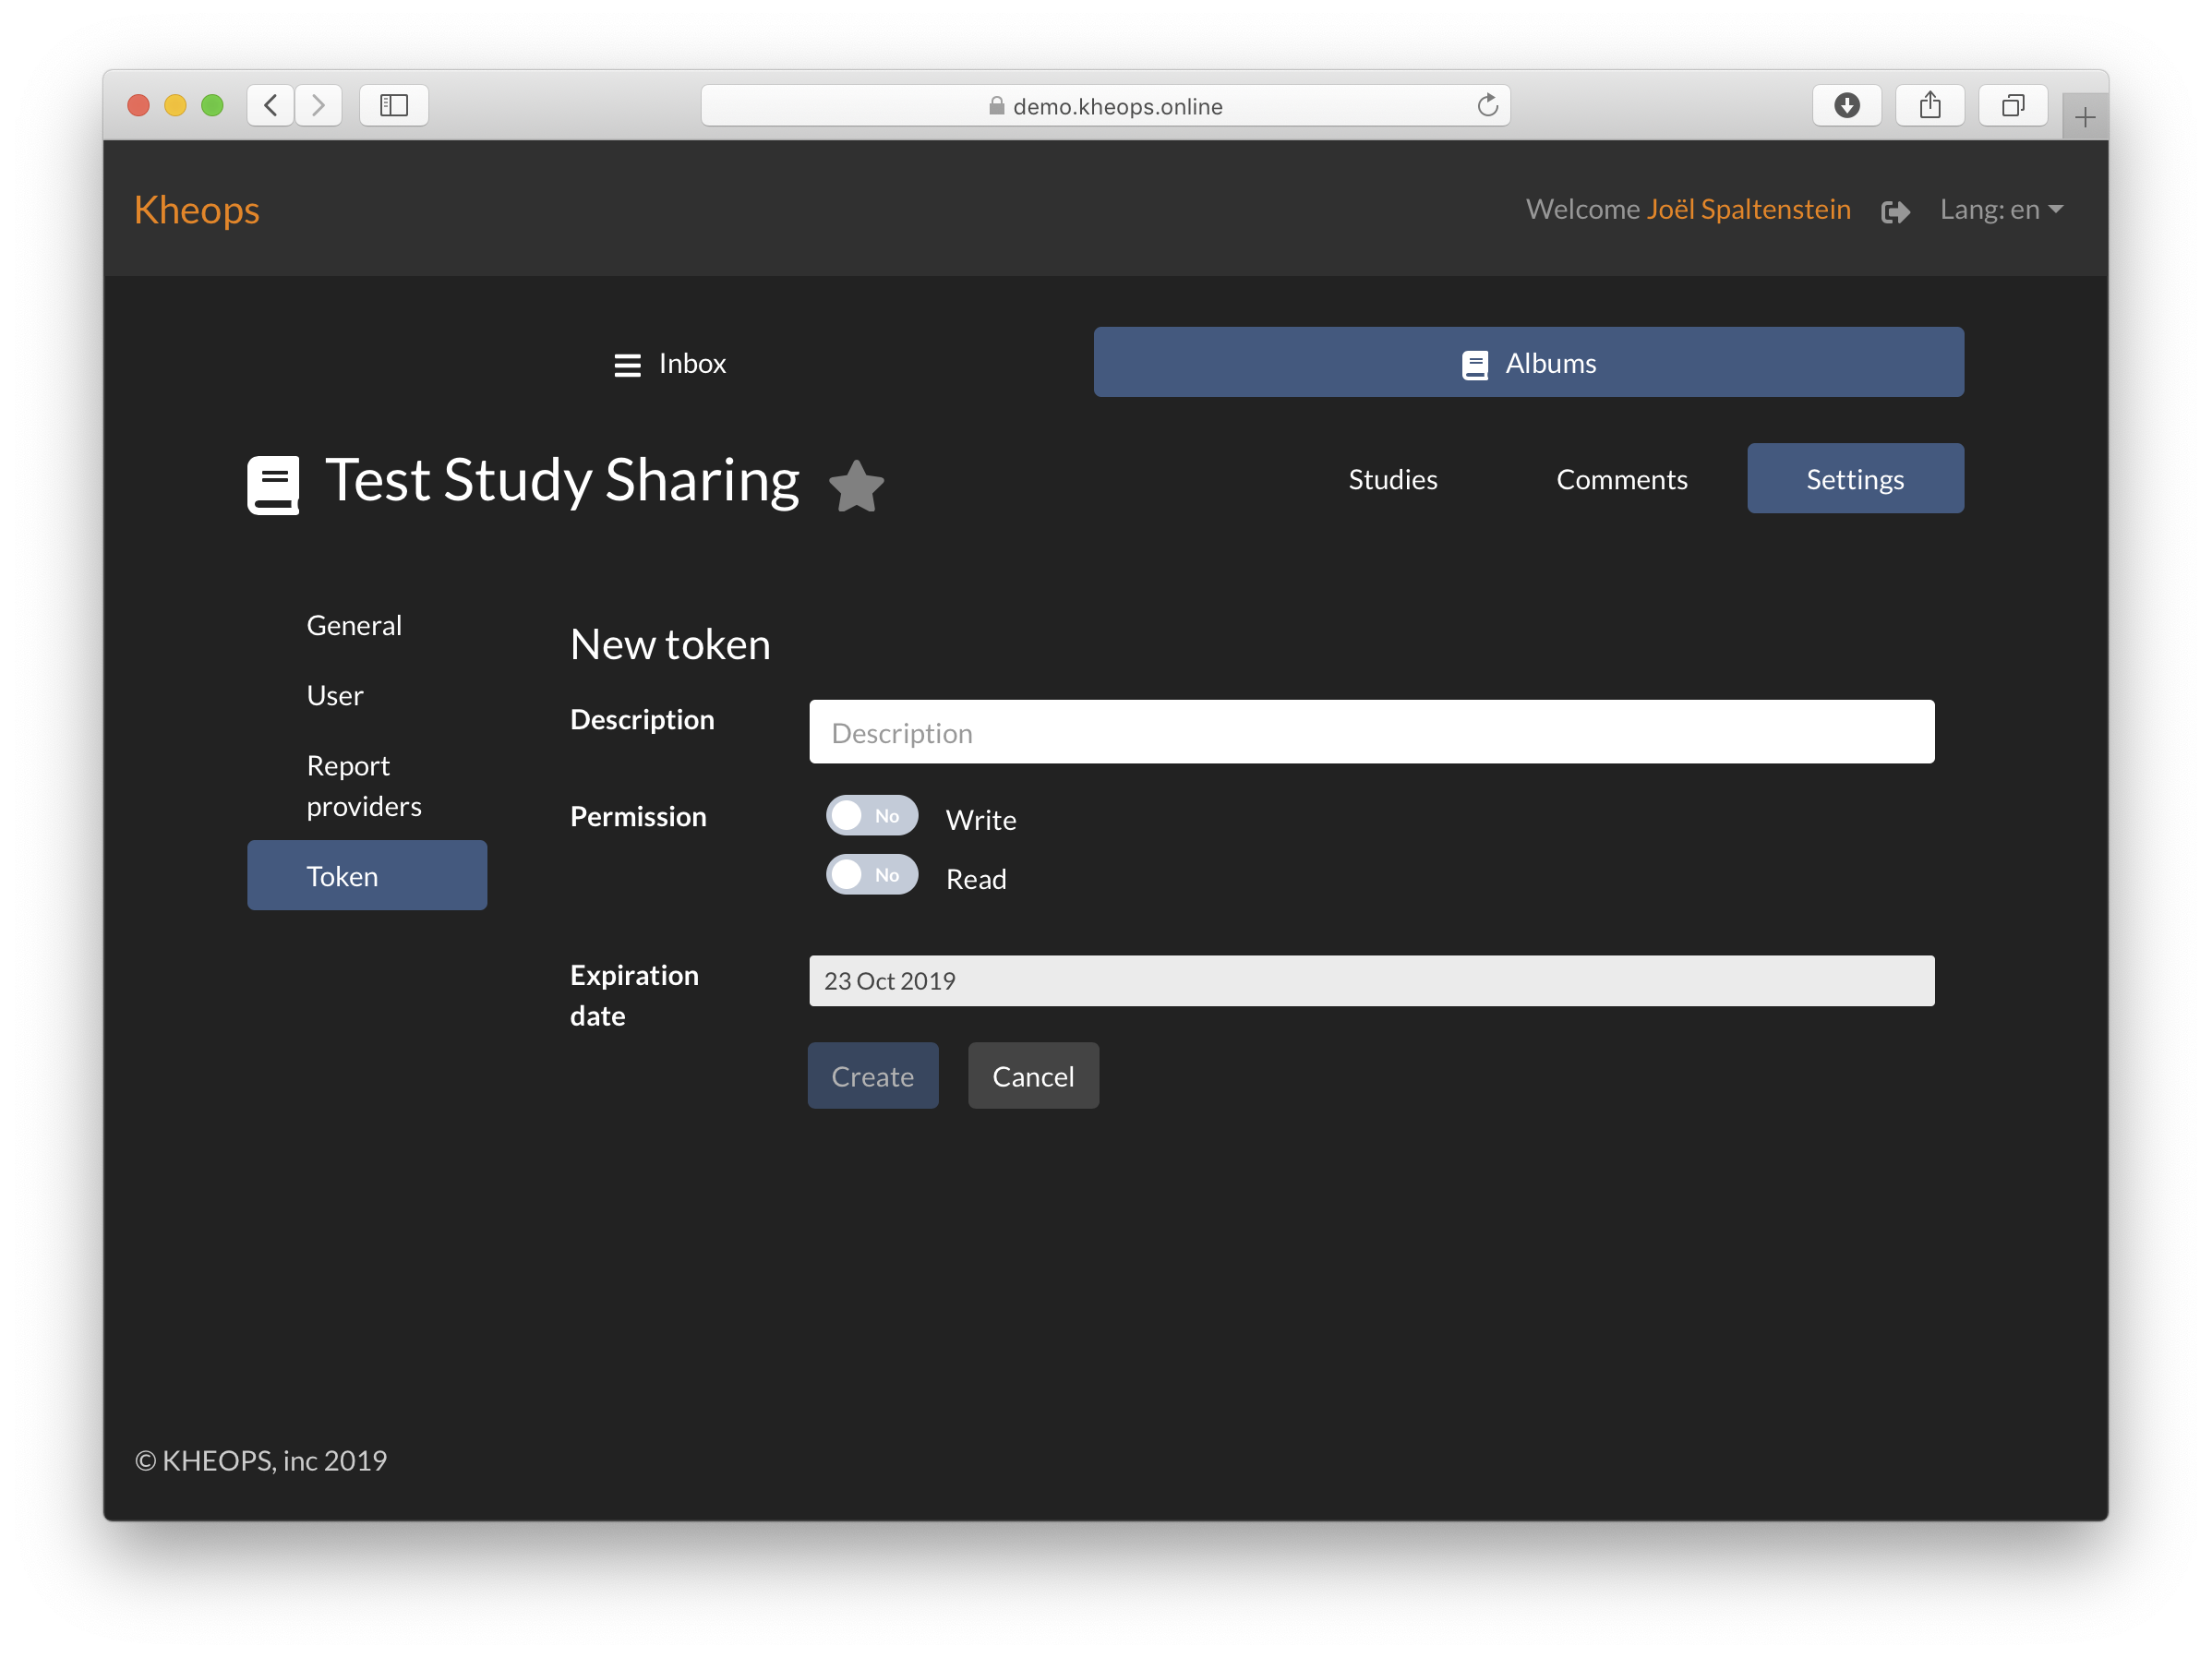 demo.kheops.online
Kheops
Welcome Joël Spaltenstein
Lang: en
Inbox
Albums
Test Study Sharing
Studies
Comments
Settings
General
User
Report
providers
Token
New token
Description
Description
Permission
No
Write
No
Read
Expiration
date
23 Oct 2019
Create
Cancel
© KHEOPS, inc 2019